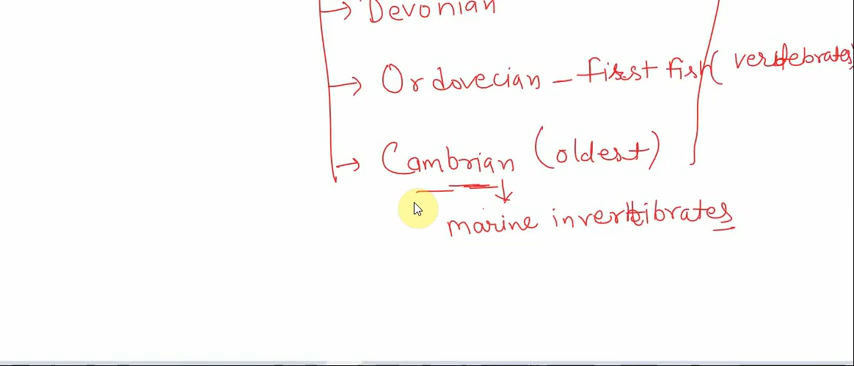 Devonian
Ordovecian - first fish ( vertebrates)
Cambrian (oldest)
marine invertibrates